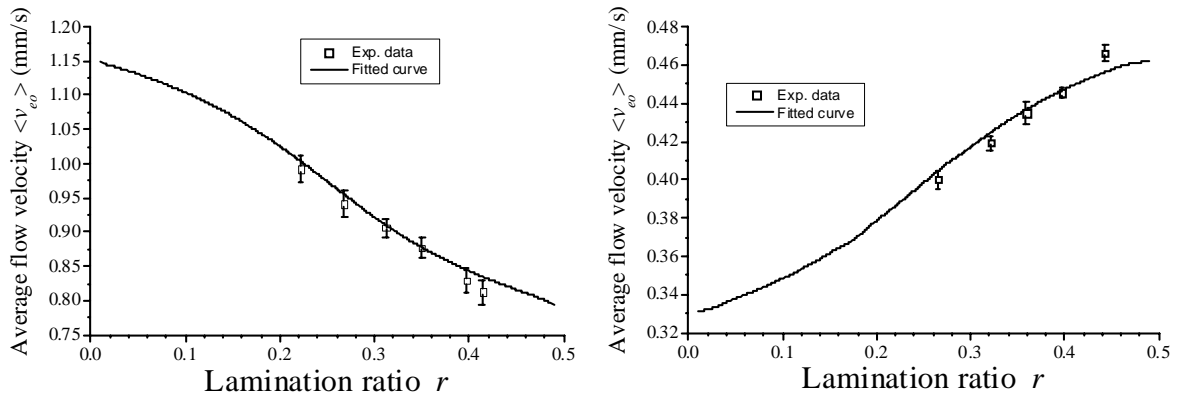 Average flow velocity <v_eo> (mm/s)
1.20
1.15
1.10
1.05
1.00
0.95
0.90
0.85
0.80
0.75
Exp. data
Fitted curve
0.0 0.1 0.2 0.3 0.4 0.5
Lamination ratio r
Average flow velocity <v_eo> (mm/s)
0.48
0.46
0.44
0.42
0.40
0.38
0.36
0.34
0.32
Exp. data
Fitted curve
0.0 0.1 0.2 0.3 0.4 0.5
Lamination ratio r